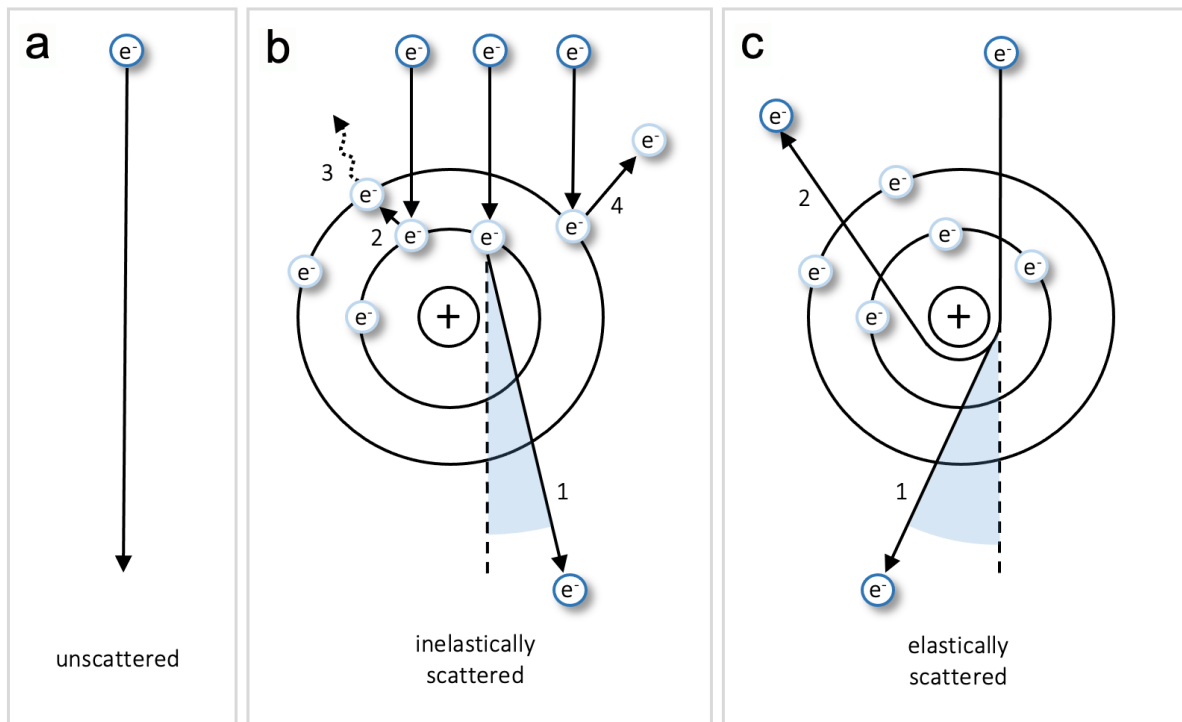 a
e-
unscattered
b
e- e- e-
e-
3
e-
4
2
e- e- e-
e-
e-
+
1
e-
inelastically
scattered
c
e-
e-
2
e-
e-
e-
e-
e-
+
1
e-
elastically
scattered